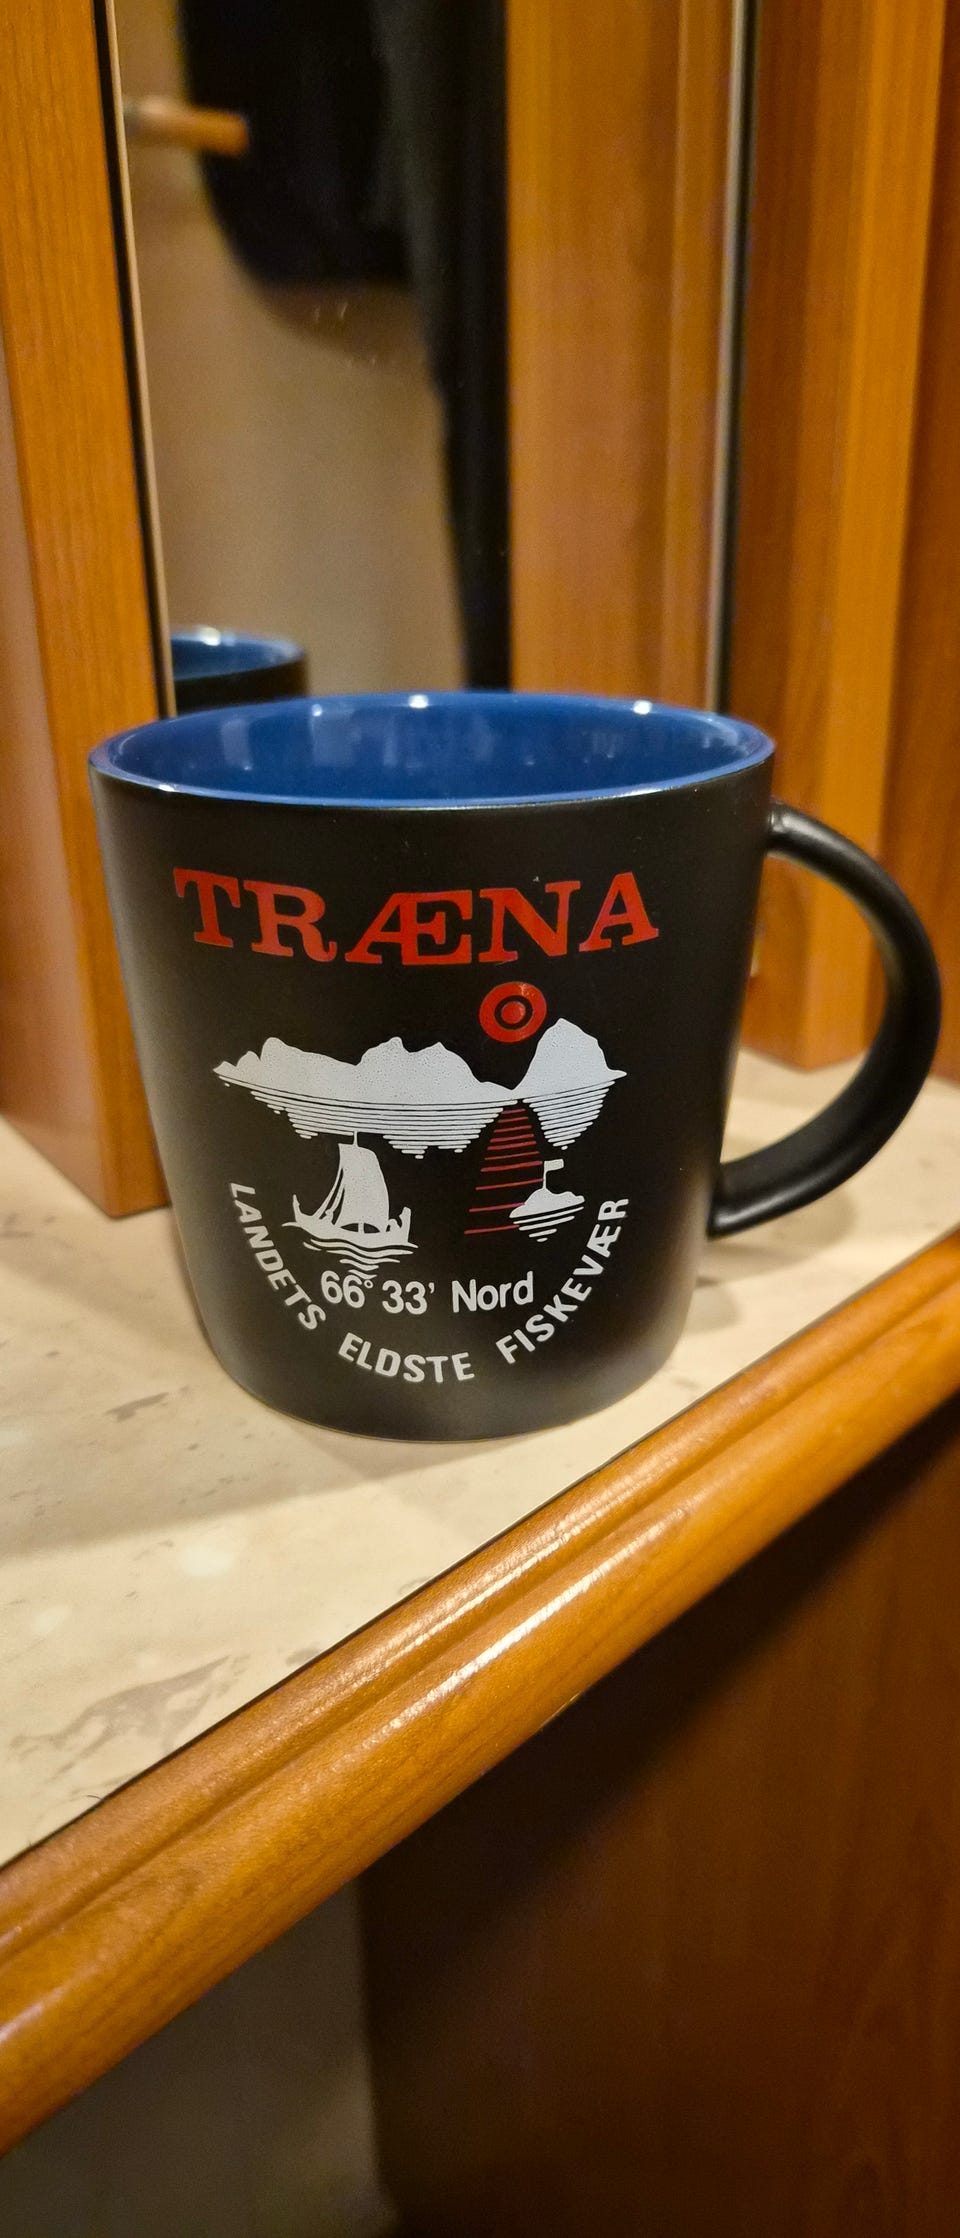 TRÆNA
66° 33' Nord
LANDETS ELDSTE FISKEVÆR